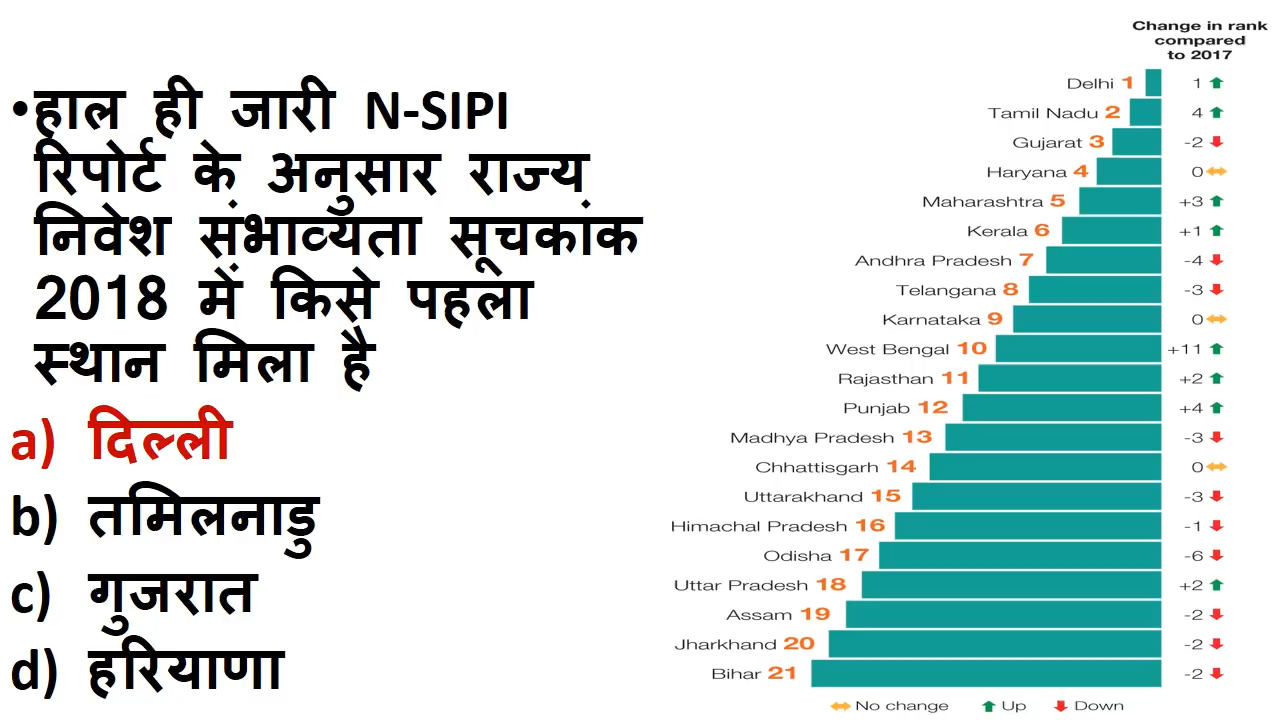 •हाल ही जारी N-SIPI
रिपोर्ट के अनुसार राज्य
निवेश संभाव्यता सूचकांक
2018 में किसे पहला
स्थान मिला है
a) दिल्ली
b) तमिलनाडु
c) गुजरात
d) हरियाणा
Change in rank
compared
to 2017
Delhi 1 1
Tamil Nadu 2 4
Gujarat 3 -2
Haryana 4 0
Maharashtra 5 +3
Kerala 6 +1
Andhra Pradesh 7 -4
Telangana 8 -3
Karnataka 9 0
West Bengal 10 +11
Rajasthan 11 +2
Punjab 12 +4
Madhya Pradesh 13 -3
Chhattisgarh 14 0
Uttarakhand 15 -3
Himachal Pradesh 16 -1
Odisha 17 -6
Uttar Pradesh 18 +2
Assam 19 -2
Jharkhand 20 -2
Bihar 21 -2
No change Up Down